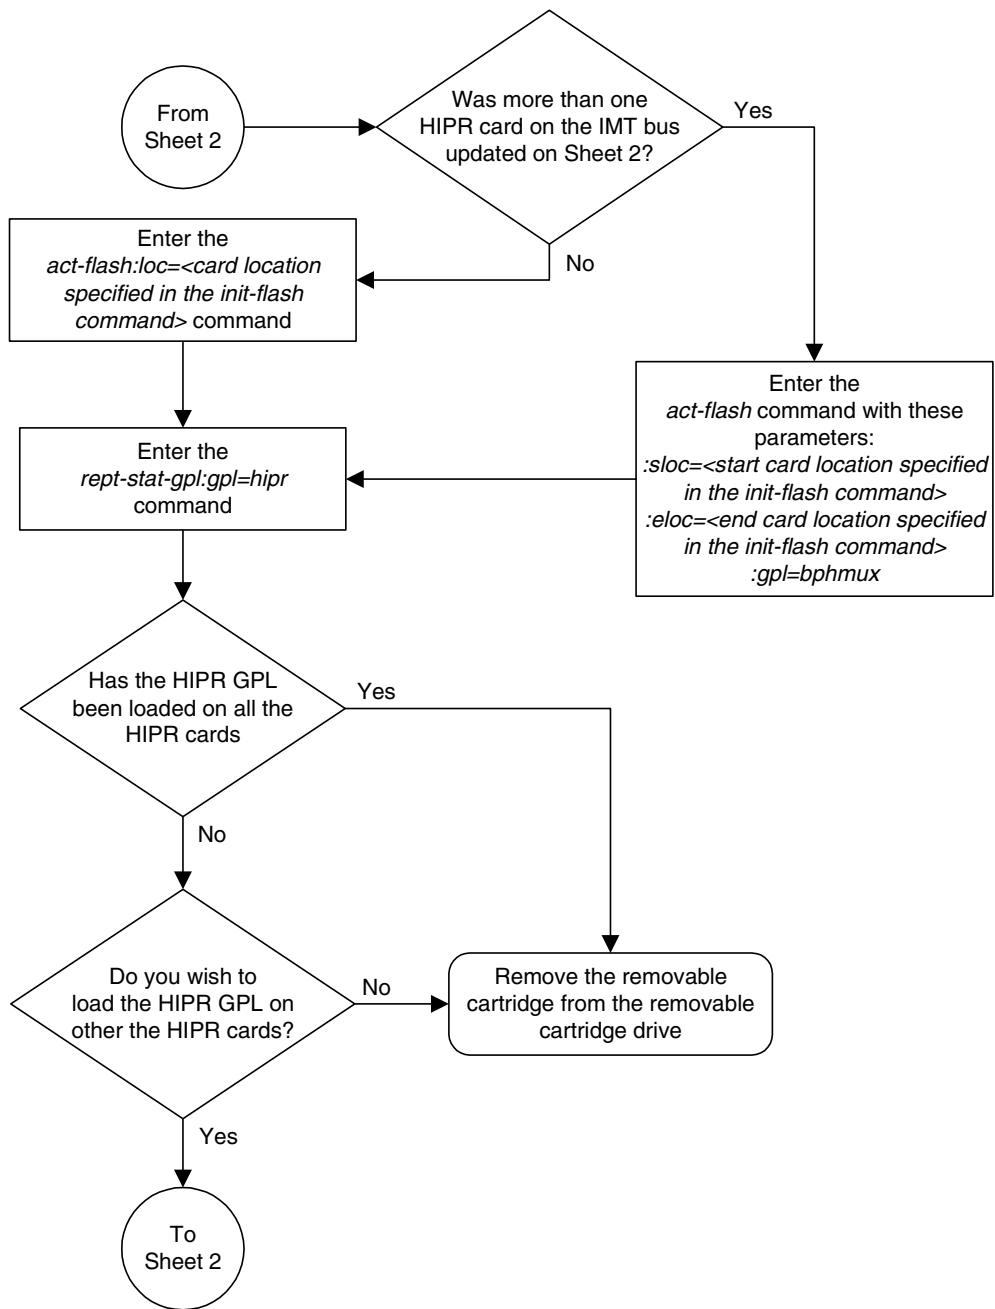 From
Sheet 2
Was more than one
HIPR card on the IMT bus
updated on Sheet 2?
Yes
No
Enter the
act-flash:loc=<card location
specified in the init-flash
command> command
Enter the
act-flash command with these
parameters:
:sloc=<start card location specified
in the init-flash command>
:eloc=<end card location specified
in the init-flash command>
:gpl=bphmux
Enter the
rept-stat-gpl:gpl=hipr
command
Has the HIPR GPL
been loaded on all the
HIPR cards
Yes
No
Do you wish to
load the HIPR GPL on
other the HIPR cards?
No
Remove the removable
cartridge from the removable
cartridge drive
Yes
To
Sheet 2